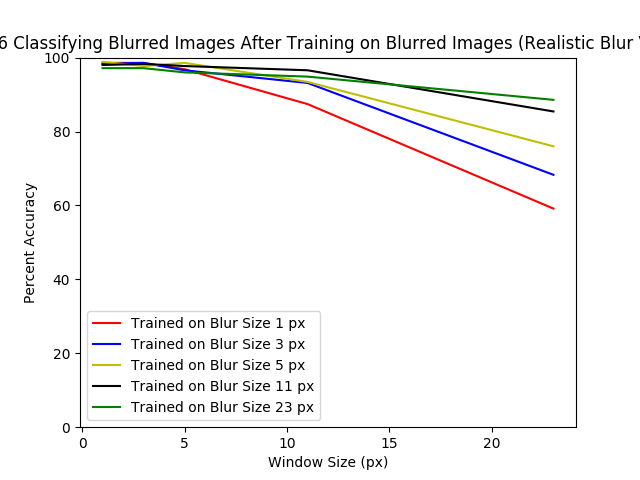 6 Classifying Blurred Images After Training on Blurred Images (Realistic Blur
100
80
60
40
20
0
Percent Accuracy
Trained on Blur Size 1 px
Trained on Blur Size 3 px
Trained on Blur Size 5 px
Trained on Blur Size 11 px
Trained on Blur Size 23 px
0 5 10 15 20
Window Size (px)